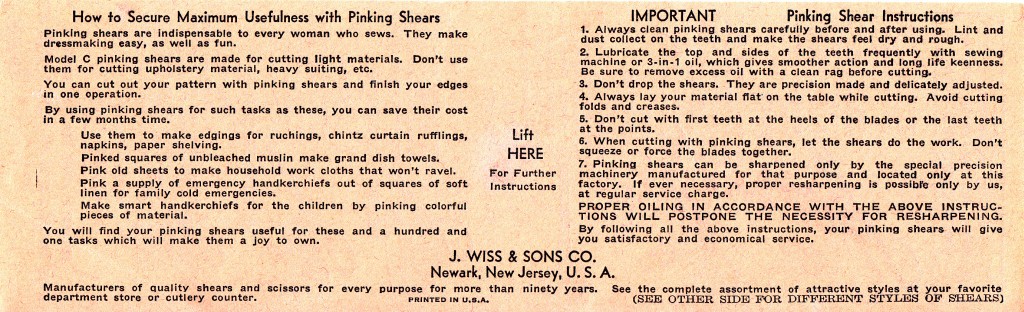 How to Secure Maximum Usefulness with Pinking Shears
Pinking shears are indispensable to every woman who sews. They make
dressmaking easy, as well as fun.
Model C pinking shears are made for cutting light materials. Don't use
them for cutting upholstery material, heavy suiting, etc.
You can cut out your pattern with pinking shears and finish your edges
in one operation.
By using pinking shears for such tasks as these, you can save their cost
in a few months time.
Use them to make edgings for ruchings, chintz curtain rufflings,
napkins, paper shelving.
Pinked squares of unbleached muslin make grand dish towels.
Pink old sheets to make household work cloths that won't ravel.
Pink a supply of emergency handkerchiefs out of squares of soft
linen for family cold emergencies.
Make smart handkerchiefs for the children by pinking colorful
pieces of material.
You will find your pinking shears useful for these and a hundred and
one tasks which will make them a joy to own.
Lift
HERE
For Further
Instructions
IMPORTANT Pinking Shear Instructions
1. Always clean pinking shears carefully before and after using. Lint and
dust collect on the teeth and make the shears feel dry and rough.
2. Lubricate the top and sides of the teeth frequently with sewing
machine or 3-in-1 oil, which gives smoother action and long life keenness.
Be sure to remove excess oil with a clean rag before cutting.
3. Don't drop the shears. They are precision made and delicately adjusted.
4. Always lay your material flat on the table while cutting. Avoid cutting
folds and creases.
5. Don't cut with first teeth at the heels of the blades or the last teeth
at the points.
6. When cutting with pinking shears, let the shears do the work. Don't
squeeze or force the blades together.
7. Pinking shears can be sharpened only by the special precision
machinery manufactured for that purpose and located only at this
factory. If ever necessary, proper resharpening is possible only by us,
at regular service charge.
PROPER OILING IN ACCORDANCE WITH THE ABOVE INSTRUC-
TIONS WILL POSTPONE THE NECESSITY FOR RESHARPENING.
By following all the above instructions, your pinking shears will give
you satisfactory and economical service.
J. WISS & SONS CO.
Newark, New Jersey, U. S. A.
Manufacturers of quality shears and scissors for every purpose for more than ninety years. See the complete assortment of attractive styles at your favorite
department store or cutlery counter. PRINTED IN U.S.A. (SEE OTHER SIDE FOR DIFFERENT STYLES OF SHEARS)